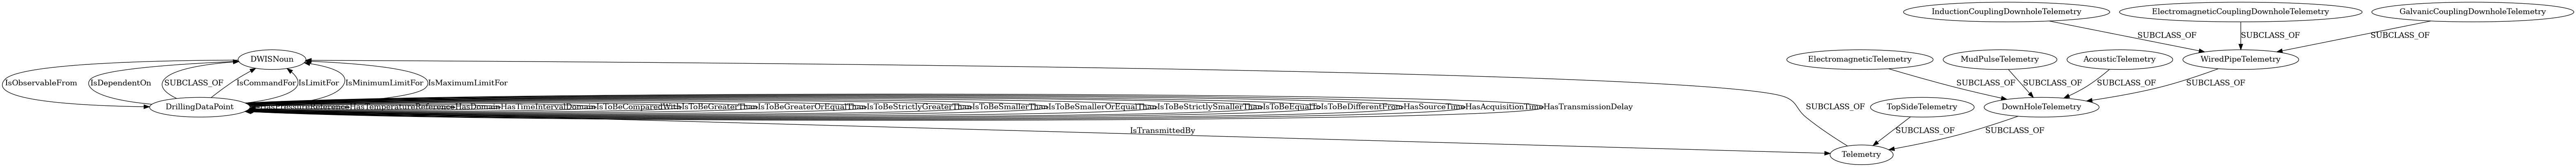 InductionCouplingDownholeTelemetry
ElectromagneticCouplingDownholeTelemetry
GalvanicCouplingDownholeTelemetry
SUBCLASS_OF
SUBCLASS_OF
SUBCLASS_OF
DWISNoun
ElectromagneticTelemetry
MudPulseTelemetry
AcousticTelemetry
WiredPipeTelemetry
IsObservableFrom
IsDependentOn
SUBCLASS_OF
IsCommandFor
IsLimitFor
IsMinimumLimitFor
IsMaximumLimitFor
SUBCLASS_OF
SUBCLASS_OF
SUBCLASS_OF
SUBCLASS_OF
DrillingDataPoint
HasPressureReference
HasTemperatureReference
HasDomain
HasTimeIntervalDomain
IsToBeComparedWith
IsToBeGreaterThan
IsToBeGreaterOrEqualThan
IsToBeStrictlyGreaterThan
IsToBeSmallerThan
IsToBeSmallerOrEqualThan
IsToBeStrictlySmallerThan
IsToBeEqualTo
IsToBeDifferentFrom
HasSourceTime
HasAcquisitionTime
HasTransmissionDelay
SUBCLASS_OF
TopSideTelemetry
DownHoleTelemetry
IsTransmittedBy
SUBCLASS_OF
SUBCLASS_OF
Telemetry